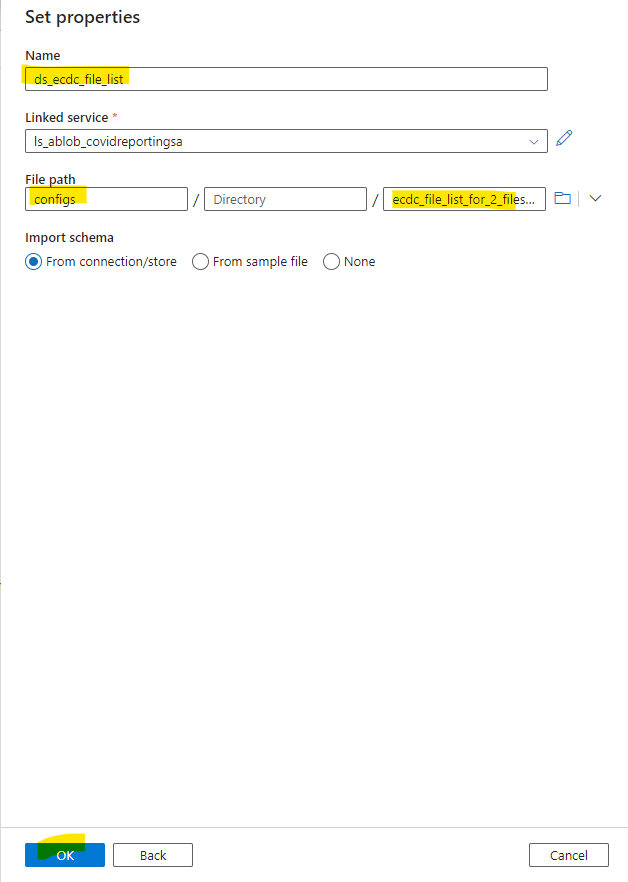 Set properties
Name
ds_ecdc_file_list
Linked service *
ls_ablob_covidreportingsa
File path
configs / Directory / ecdc_file_list_for_2_files...
Import schema
From connection/store From sample file None
OK Back Cancel